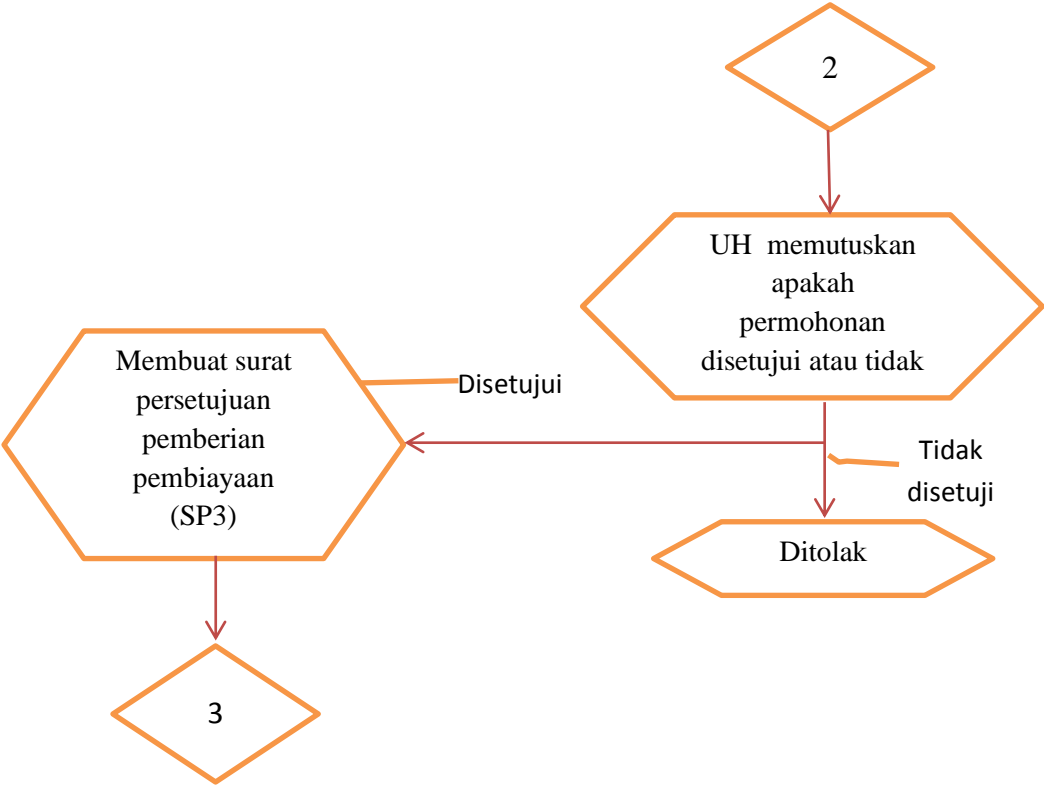 2
UH memutuskan
apakah
permohonan
disetujui atau tidak
Membuat surat
persetujuan
pemberian
pembiayaan
(SP3)
Disetujui
Tidak
disetuji
Ditolak
3